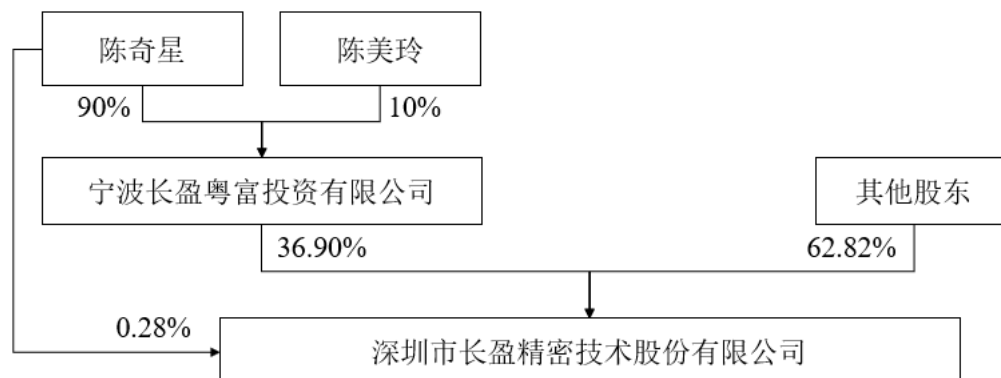 陈奇星
陈美玲
90%
10%
宁波长盈粤富投资有限公司
其他股东
36.90%
62.82%
0.28%
深圳市长盈精密技术股份有限公司